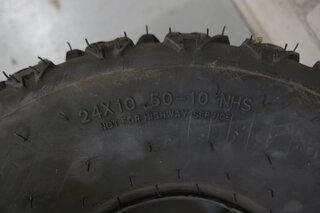 24X10.50-10 NHS
NOT FOR HIGHWAY SERVICE